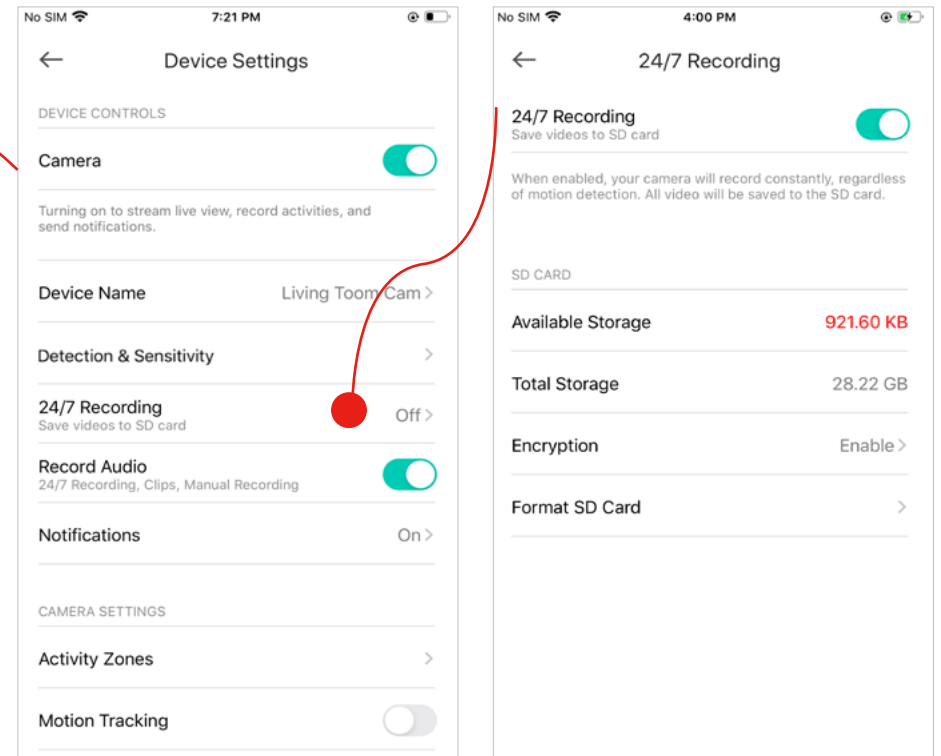 No SIM 7:21 PM
Device Settings
DEVICE CONTROLS
Camera
Turning on to stream live view, record activities, and
send notifications.
Device Name Living Toom Cam
Detection & Sensitivity
24/7 Recording Off
Save videos to SD card
Record Audio
24/7 Recording, Clips, Manual Recording
Notifications On
CAMERA SETTINGS
Activity Zones
Motion Tracking
No SIM 4:00 PM
24/7 Recording
24/7 Recording
Save videos to SD card
When enabled, your camera will record constantly, regardless
of motion detection. All video will be saved to the SD card.
SD CARD
Available Storage 921.60 KB
Total Storage 28.22 GB
Encryption Enable
Format SD Card